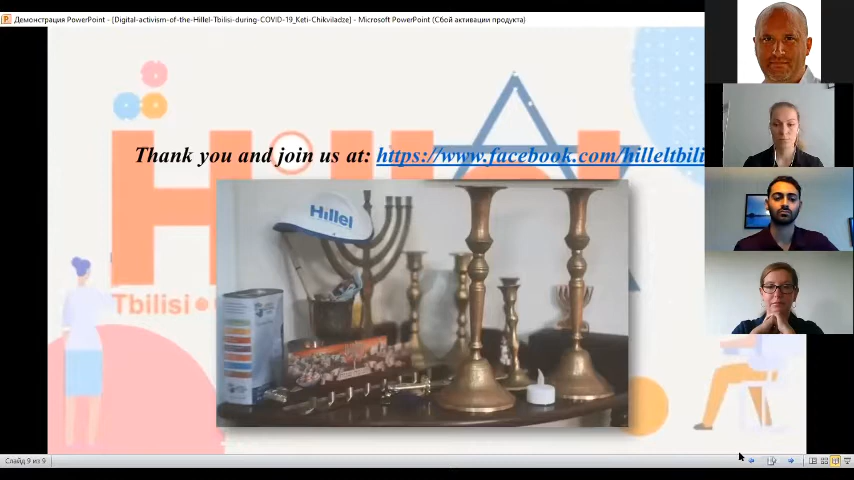 Демонстрация PowerPoint - [Digital-activism-of-the-Hillel-Tbilisi-during-COVID-19_Keti-Chikviladze] - Microsoft PowerPoint (Сбой активации продукта)
Hillel
Thank you and join us at: https://www.facebook.com/hilleltbili
Hillel
Tbilisi
Слайд 9 из 9